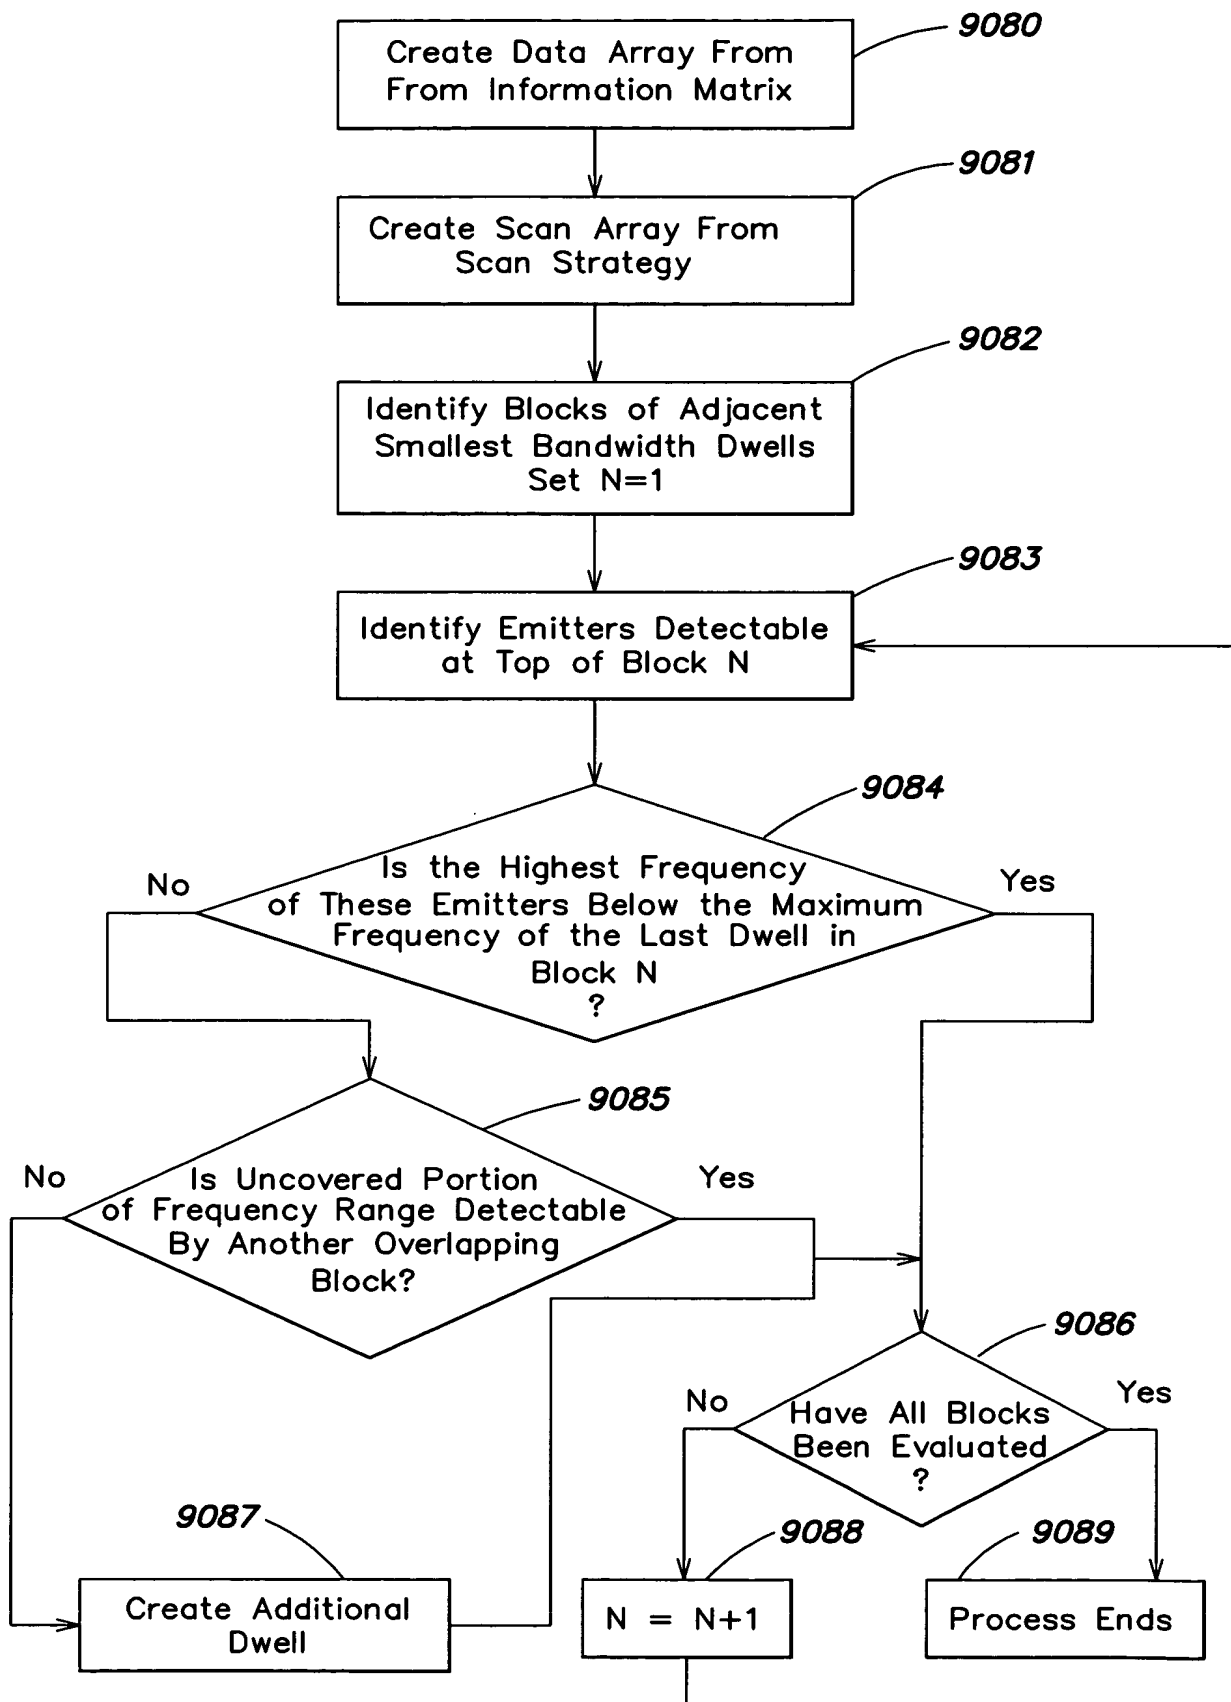 9080
Create Data Array From
From Information Matrix
9081
Create Scan Array From
Scan Strategy
9082
Identify Blocks of Adjacent
Smallest Bandwidth Dwells
Set N=1
9083
Identify Emitters Detectable
at Top of Block N
9084
No
Yes
Is the Highest Frequency
of These Emitters Below the Maximum
Frequency of the Last Dwell in
Block N
?
9085
No
Yes
Is Uncovered Portion
of Frequency Range Detectable
By Another Overlapping
Block?
9086
No
Yes
Have All Blocks
Been Evaluated
?
9087
Create Additional
Dwell
9088
N = N+1
9089
Process Ends